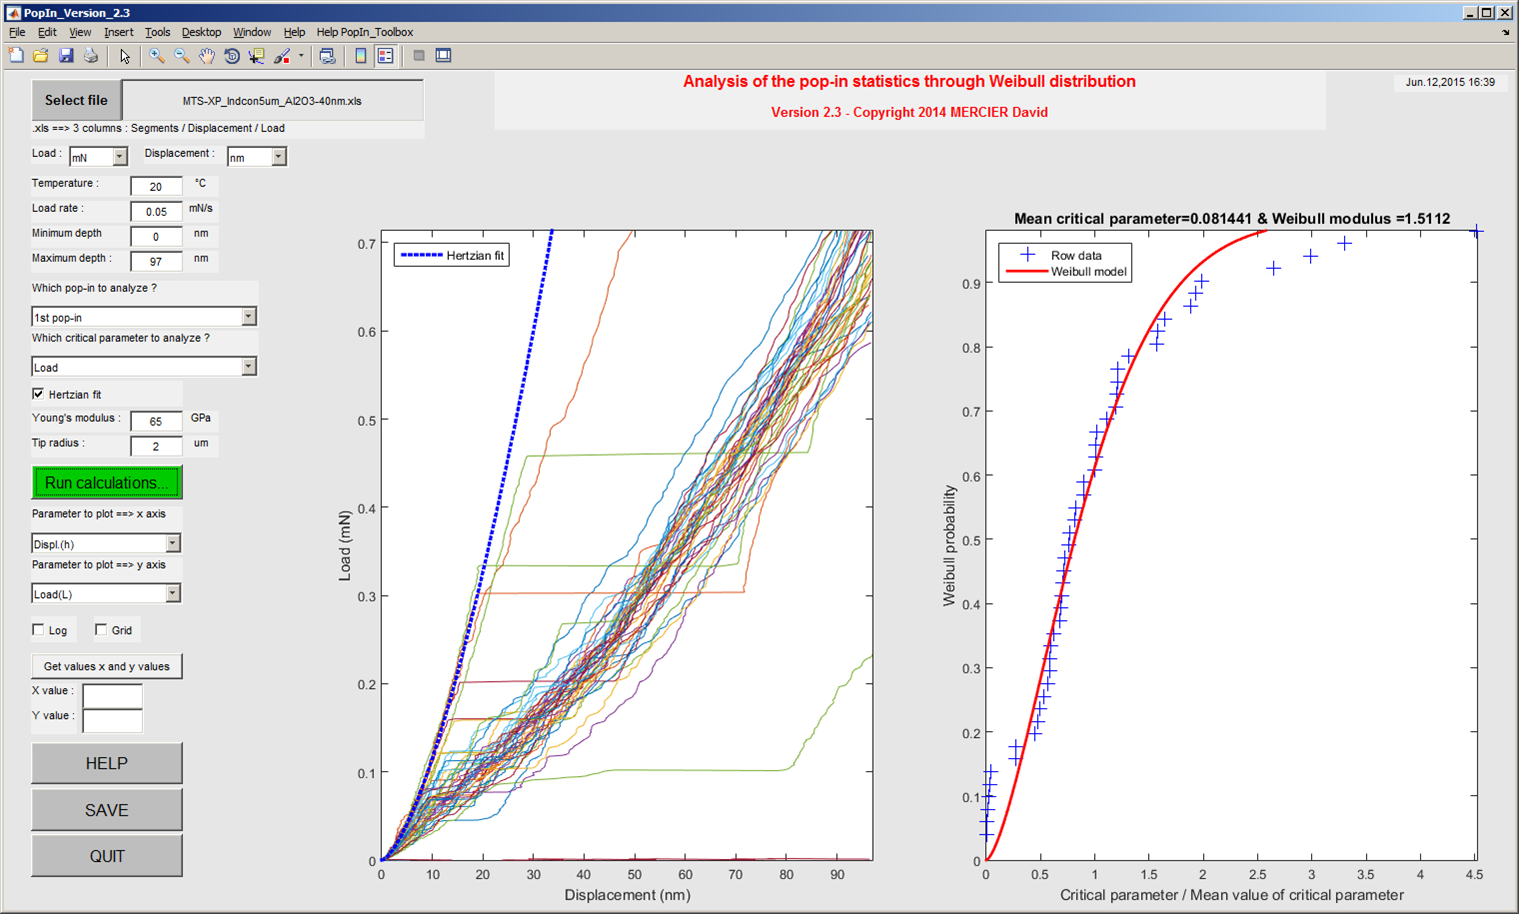 PopIn_Version_2.3
File Edit View Insert Tools Desktop Window Help Help PopIn_Toolbox
Select file
MTS-XP_Indcon5um_Al2O3-40nm.xls
.xls ==> 3 columns : Segments / Displacement / Load
Analysis of the pop-in statistics through Weibull distribution
Version 2.3 - Copyright 2014 MERCIER David
Jun.12,2015 16:39
Load : mN Displacement : nm
Temperature : 20 °C
Load rate : 0.05 mN/s
Minimum depth 0 nm
Maximum depth : 97 nm
Which pop-in to analyze ?
1st pop-in
Which critical parameter to analyze ?
Load
Hertzian fit
Young's modulus : 65 GPa
Tip radius : 2 um
Run calculations...
Parameter to plot ==> x axis
Displ.(h)
Parameter to plot ==> y axis
Load(L)
Log Grid
Get values x and y values
X value :
Y value :
HELP
SAVE
QUIT
Hertzian fit
0.7
0.6
0.5
0.4
0.3
0.2
0.1
0
Load (mN)
0 10 20 30 40 50 60 70 80 90
Displacement (nm)
Mean critical parameter=0.081441 & Weibull modulus =1.5112
Row data
Weibull model
0.9
0.8
0.7
0.6
0.5
0.4
0.3
0.2
0.1
0
Weibull probability
0 0.5 1 1.5 2 2.5 3 3.5 4 4.5
Critical parameter / Mean value of critical parameter